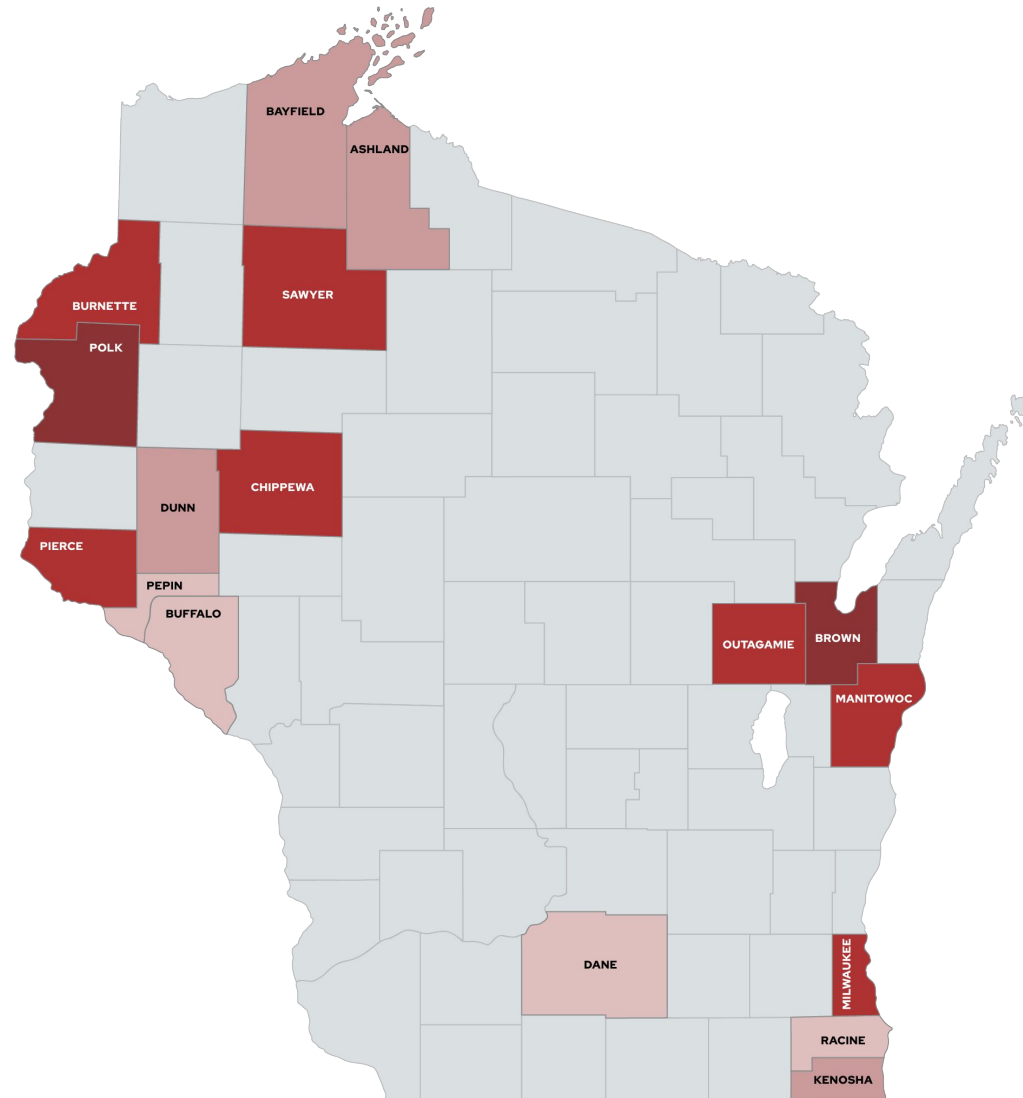 BAYFIELD
ASHLAND
SAWYER
BURNETTE
POLK
CHIPPEWA
DUNN
PIERCE
PEPIN
BUFFALO
OUTAGAMIE
BROWN
MANITOWOC
DANE
MILWAUKEE
RACINE
KENOSHA